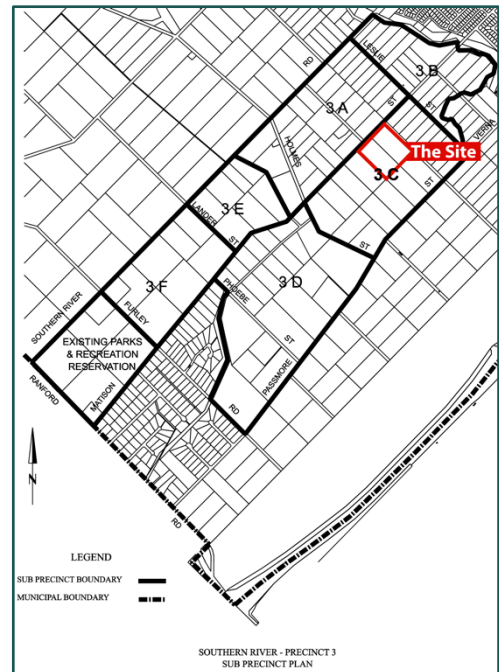 LESLIE
3 B
RD
3 A
ST
VERNA
HOLMES
The Site
3 C
ST
3 E
LANDER
ST
ST
3 F
PHOEBE
3 D
SOUTHERN RIVER
FURLEY
ST
EXISTING PARKS
& RECREATION
RESERVATION
PASSMORE
RANFORD
MATISON
RD
N
RD
LEGEND
SUB PRECINCT BOUNDARY
MUNICIPAL BOUNDARY
SOUTHERN RIVER - PRECINCT 3
SUB PRECINCT PLAN